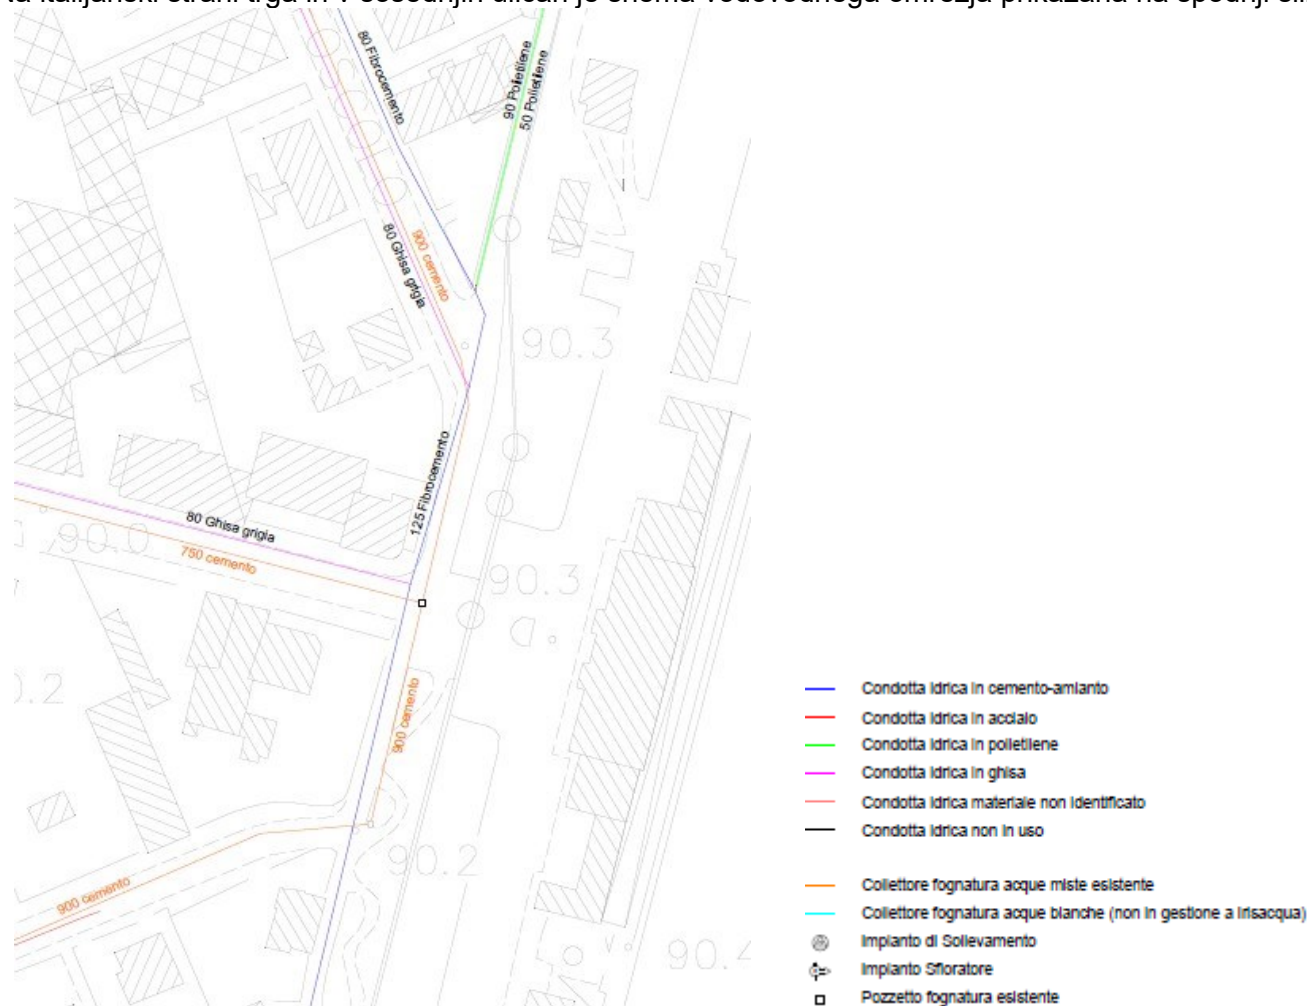 Na italijanski strani trga in v sosednjih ulicah je shema vodovodnega omrežja prikazana na spodnji sli
80 Fibrocemento
90 Polietilene
50 Polietilene
80 Ghisa grigia
900 cemento
90.3
125 Fibrocemento
80 Ghisa grigia
750 cemento
90.0
90.3
900 cemento
90.2
900 cemento
90.4
Condotta idrica in cemento-amianto
Condotta idrica in acciaio
Condotta idrica in polietilene
Condotta idrica in ghisa
Condotta idrica materiale non identificato
Condotta idrica non in uso
Collettore fognatura acque miste esistente
Collettore fognatura acque bianche (non in gestione a Irisacqua)
Impianto di Sollevamento
Impianto Sfioratore
Pozzetto fognatura esistente